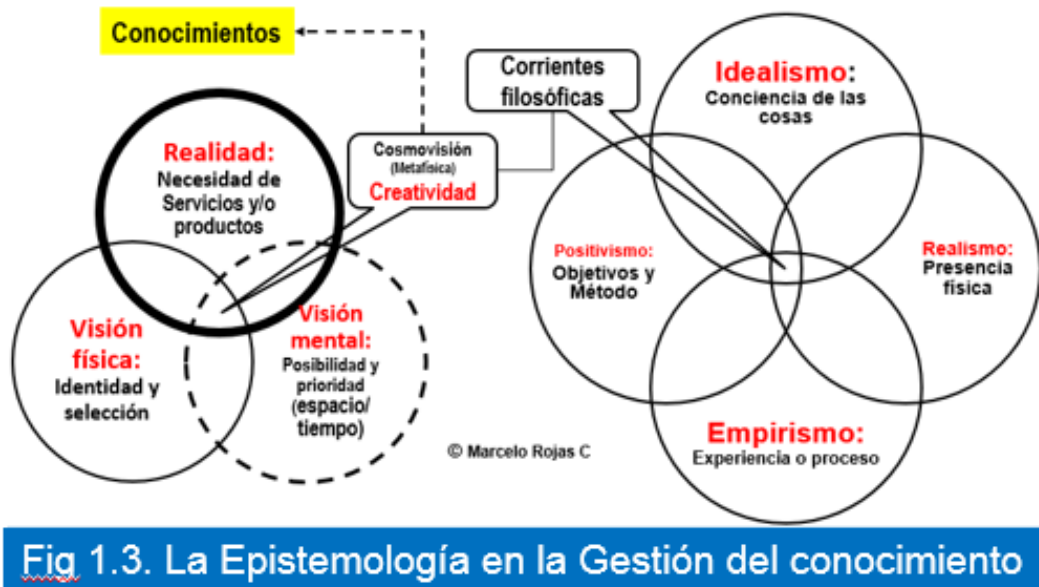 Conocimientos
Corrientes
filosóficas
Idealismo:
Conciencia de las
cosas
Realidad:
Necesidad de
Servicios y/o
productos
Cosmovisión
(Metafísica)
Creatividad
Positivismo:
Objetivos y
Método
Realismo:
Presencia
física
Visión
física:
Identidad y
selección
Visión
mental:
Posibilidad y
prioridad
(espacio/
tiempo)
Empirismo:
Experiencia o proceso
© Marcelo Rojas C
Fig 1.3. La Epistemología en la Gestión del conocimiento